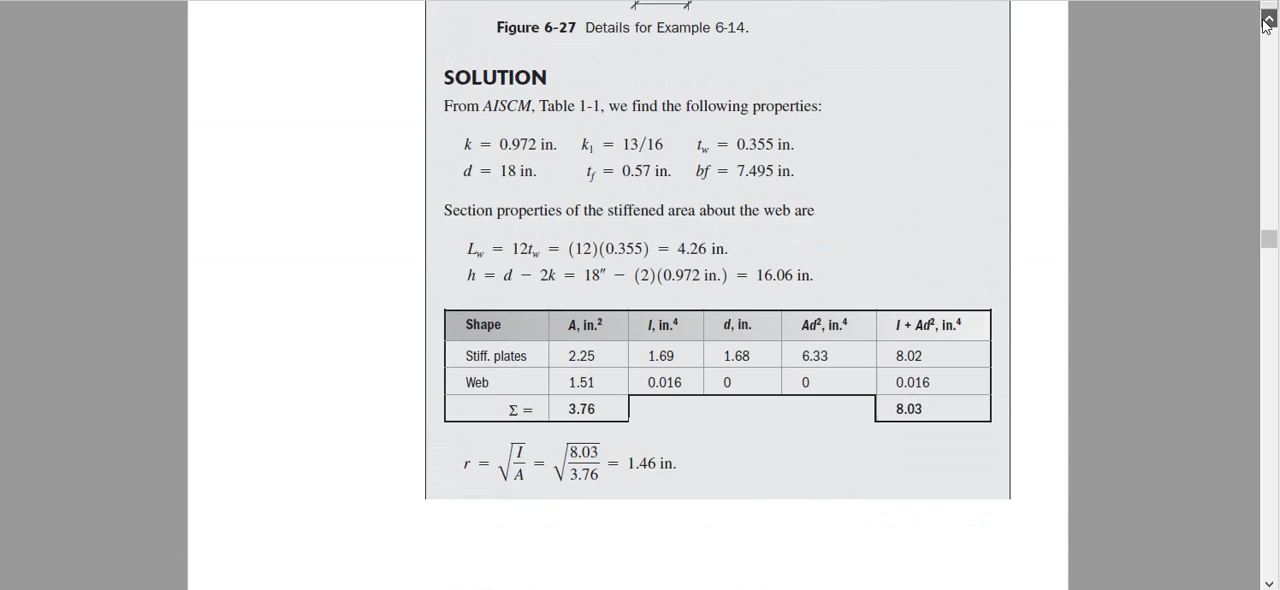 Figure 6-27 Details for Example 6-14.
SOLUTION
From AISCM, Table 1-1, we find the following properties:
k = 0.972 in. k₁ = 13/16 t_w = 0.355 in.
d = 18 in. t_f = 0.57 in. bf = 7.495 in.
Section properties of the stiffened area about the web are
L_w = 12t_w = (12)(0.355) = 4.26 in.
h = d − 2k = 18″ − (2)(0.972 in.) = 16.06 in.
Shape A, in.² I, in.⁴ d, in. Ad², in.⁴ I + Ad², in.⁴
Stiff. plates 2.25 1.69 1.68 6.33 8.02
Web 1.51 0.016 0 0 0.016
Σ = 3.76 8.03
r = √(I/A) = √(8.03/3.76) = 1.46 in.